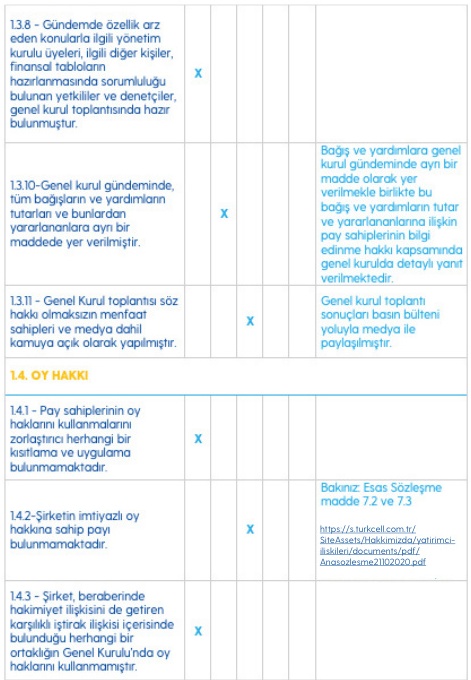 1.3.8 - Gündemde özellik arz
eden konularla ilgili yönetim
kurulu üyeleri, ilgili diğer kişiler,
finansal tabloların
hazırlanmasında sorumluluğu
bulunan yetkililer ve denetçiler,
genel kurul toplantısında hazır
bulunmuştur.
X
1.3.10-Genel kurul gündeminde,
tüm bağışların ve yardımların
tutarları ve bunlardan
yararlananlara ayrı bir
maddede yer verilmiştir.
X
Bağış ve yardımlara genel
kurul gündeminde ayrı bir
madde olarak yer
verilmekle birlikte bu
bağış ve yardımların tutar
ve yararlananlarına ilişkin
pay sahiplerinin bilgi
edinme hakkı kapsamında
genel kurulda detaylı yanıt
verilmektedir.
1.3.11 - Genel Kurul toplantısı söz
hakkı olmaksızın menfaat
sahipleri ve medya dahil
kamuya açık olarak yapılmıştır.
X
Genel kurul toplantı
sonuçları basın bülteni
yoluyla medya ile
paylaşılmıştır.
1.4. OY HAKKI
1.4.1 - Pay sahiplerinin oy
haklarını kullanmalarını
zorlaştırıcı herhangi bir
kısıtlama ve uygulama
bulunmamaktadır.
X
1.4.2-Şirketin imtiyazlı oy
hakkına sahip payı
bulunmamaktadır.
X
Bakınız: Esas Sözleşme
madde 7.2 ve 7.3
https://s.turkcell.com.tr/
SiteAssets/Hakkimizda/yatirimci-
iliskileri/documents/pdf/
Anasozlesme21102020.pdf
1.4.3 - Şirket, beraberinde
hakimiyet ilişkisini de getiren
karşılıklı iştirak ilişkisi içerisinde
bulunduğu herhangi bir
ortaklığın Genel Kurulu'nda oy
haklarını kullanmamıştır.
X